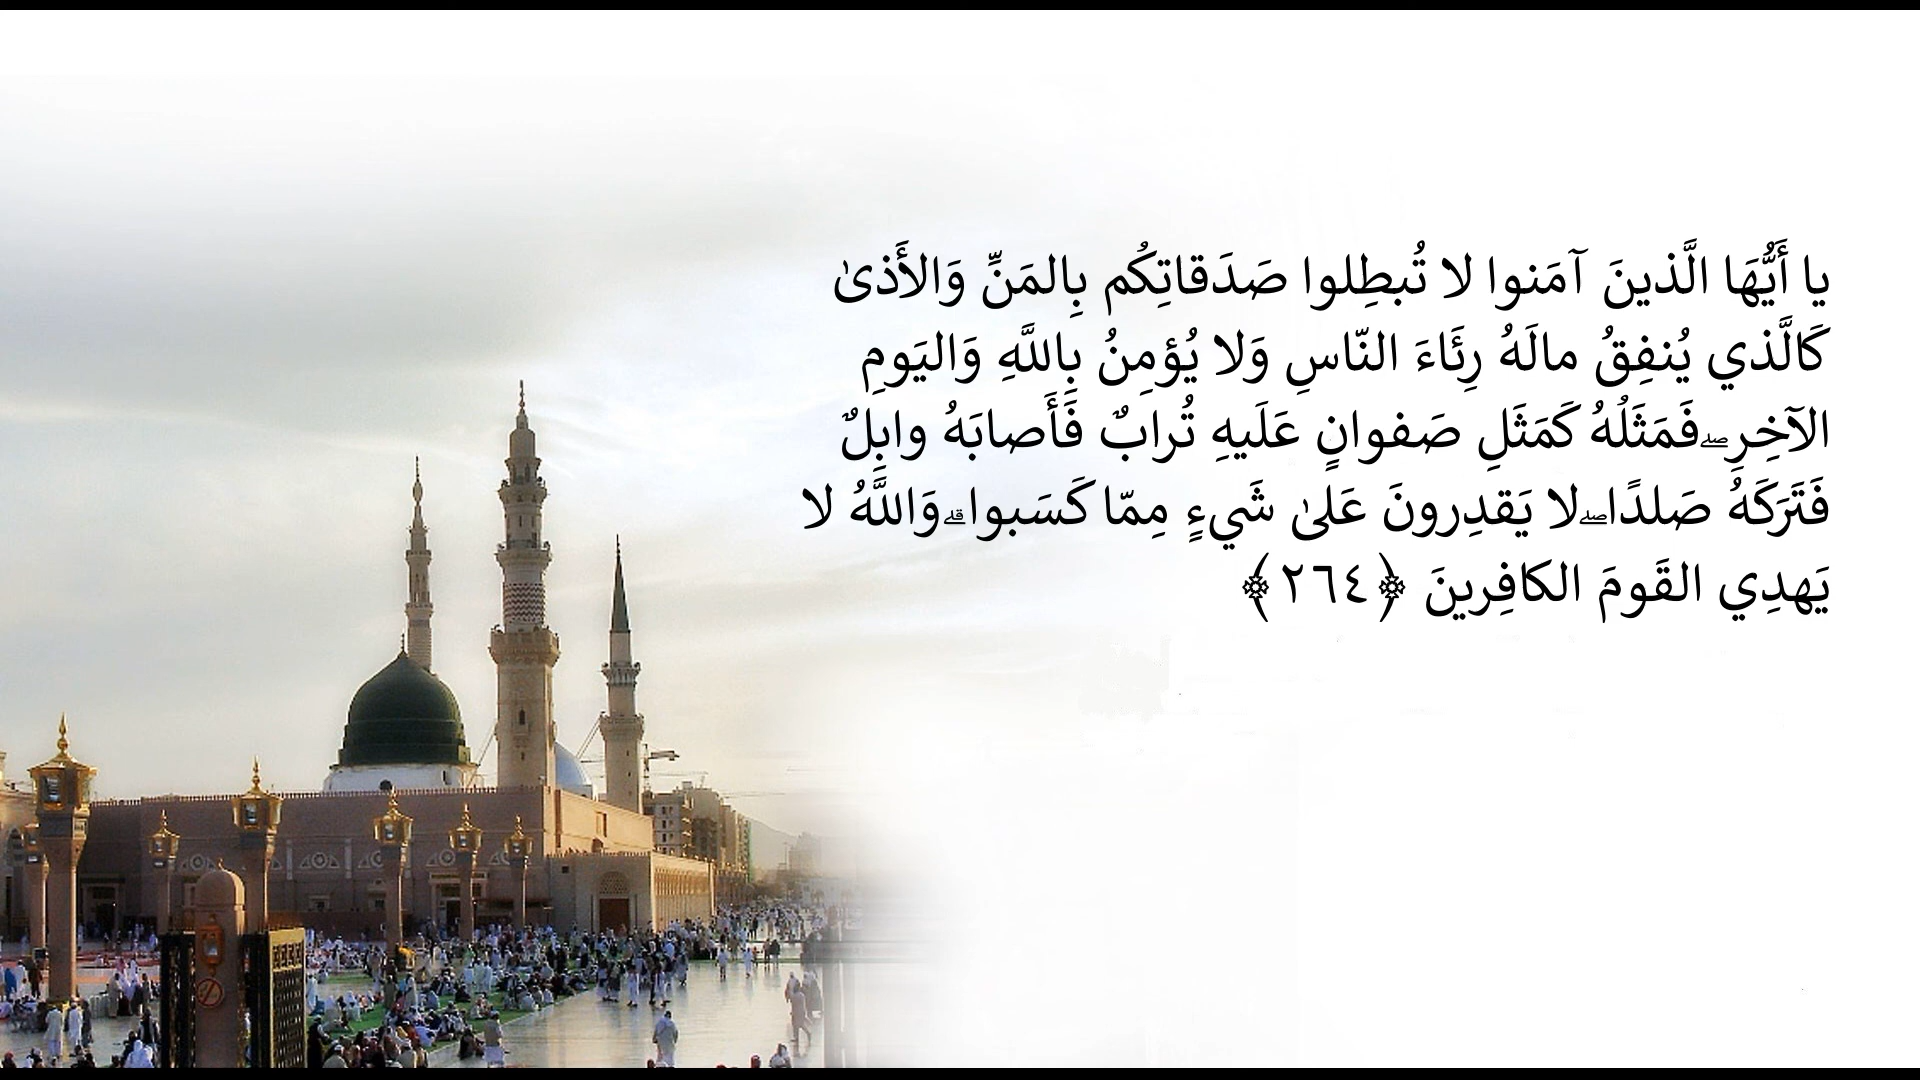 يا أَيُّهَا الَّذينَ آمَنوا لا تُبطِلوا صَدَقاتِكُم بِالمَنِّ وَالأَذىٰ
كَالَّذي يُنفِقُ مالَهُ رِئَاءَ النّاسِ وَلا يُؤمِنُ بِاللَّهِ وَاليَومِ
الآخِرِ ۖ فَمَثَلُهُ كَمَثَلِ صَفوانٍ عَلَيهِ تُرابٌ فَأَصابَهُ وابِلٌ
فَتَرَكَهُ صَلدًا ۖ لا يَقدِرونَ عَلىٰ شَيءٍ مِمّا كَسَبوا ۗ وَاللَّهُ لا
يَهدِي القَومَ الكافِرينَ ﴿٢٦٤﴾